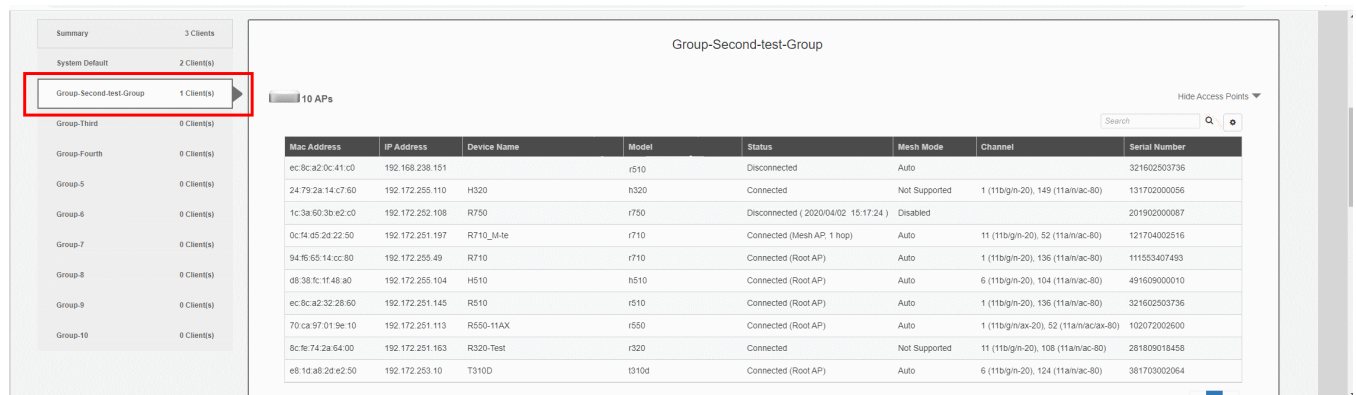 Summary 3 Clients
System Default 2 Client(s)
Group-Second-test-Group 1 Client(s)
Group-Third 0 Client(s)
Group-Fourth 0 Client(s)
Group-5 0 Client(s)
Group-6 0 Client(s)
Group-7 0 Client(s)
Group-8 0 Client(s)
Group-9 0 Client(s)
Group-10 0 Client(s)
Group-Second-test-Group
10 APs
Hide Access Points
Search
Mac Address IP Address Device Name Model Status Mesh Mode Channel Serial Number
ec:8c:a2:0c:41:c0 192.168.238.151 r510 Disconnected Auto 321602503736
24:79:2a:14:c7:60 192.172.255.110 H320 h320 Connected Not Supported 1 (11b/g/n-20), 149 (11a/n/ac-80) 131702000056
1c:3a:60:3b:e2:c0 192.172.252.108 R750 r750 Disconnected ( 2020/04/02 15:17:24 ) Disabled 201902000087
0c:f4:d5:2d:22:50 192.172.251.197 R710_M-te r710 Connected (Mesh AP, 1 hop) Auto 11 (11b/g/n-20), 52 (11a/n/ac-80) 121704002516
94:f6:65:14:cc:80 192.172.255.49 R710 r710 Connected (Root AP) Auto 1 (11b/g/n-20), 136 (11a/n/ac-80) 111553407493
d8:38:fc:1f:48:a0 192.172.255.104 H510 h510 Connected (Root AP) Auto 6 (11b/g/n-20), 104 (11a/n/ac-80) 491609000010
ec:8c:a2:32:28:60 192.172.251.145 R510 r510 Connected (Root AP) Auto 1 (11b/g/n-20), 136 (11a/n/ac-80) 321602503736
70:ca:97:01:9e:10 192.172.251.113 R550-11AX r550 Connected (Root AP) Auto 1 (11b/g/n/ax-20), 52 (11a/n/ac/ax-80) 102072002600
8c:fe:74:2a:64:00 192.172.251.163 R320-Test r320 Connected Not Supported 11 (11b/g/n-20), 108 (11a/n/ac-80) 281809018458
e8:1d:a8:2d:e2:50 192.172.253.10 T310D t310d Connected (Root AP) Auto 6 (11b/g/n-20), 124 (11a/n/ac-80) 381703002064